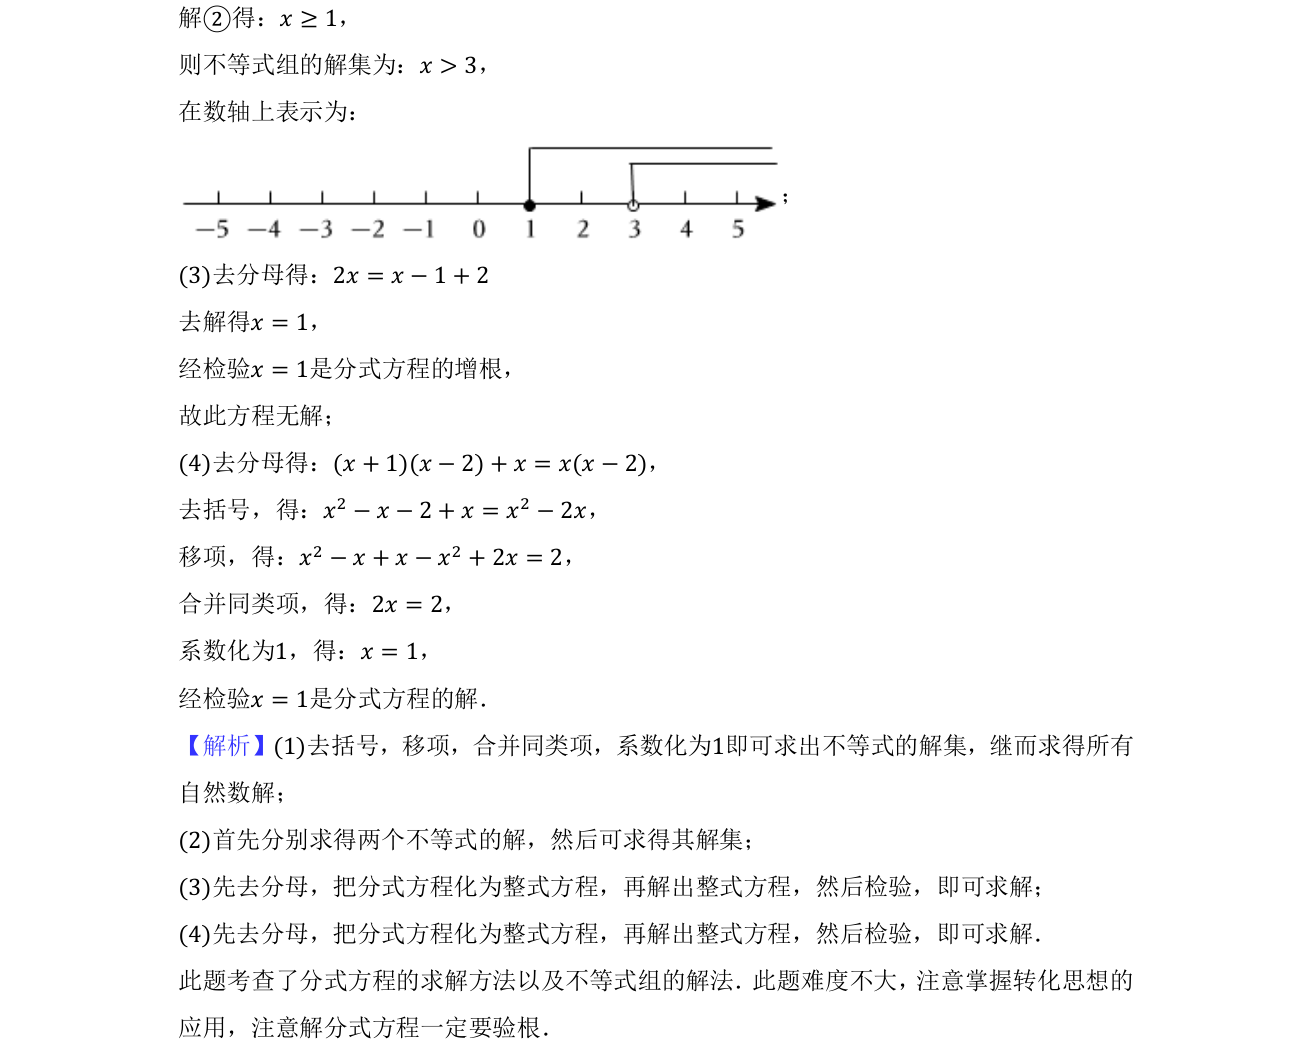 解②得：x ≥ 1，
则不等式组的解集为：x > 3，
在数轴上表示为：
−5 −4 −3 −2 −1 0 1 2 3 4 5 ；
(3)去分母得：2x = x − 1 + 2
去解得x = 1，
经检验x = 1是分式方程的增根，
故此方程无解；
(4)去分母得：(x + 1)(x − 2) + x = x(x − 2)，
去括号，得：x² − x − 2 + x = x² − 2x，
移项，得：x² − x + x − x² + 2x = 2，
合并同类项，得：2x = 2，
系数化为1，得：x = 1，
经检验x = 1是分式方程的解．
【解析】(1)去括号，移项，合并同类项，系数化为1即可求出不等式的解集，继而求得所有
自然数解；
(2)首先分别求得两个不等式的解，然后可求得其解集；
(3)先去分母，把分式方程化为整式方程，再解出整式方程，然后检验，即可求解；
(4)先去分母，把分式方程化为整式方程，再解出整式方程，然后检验，即可求解．
此题考查了分式方程的求解方法以及不等式组的解法．此题难度不大，注意掌握转化思想的
应用，注意解分式方程一定要验根．